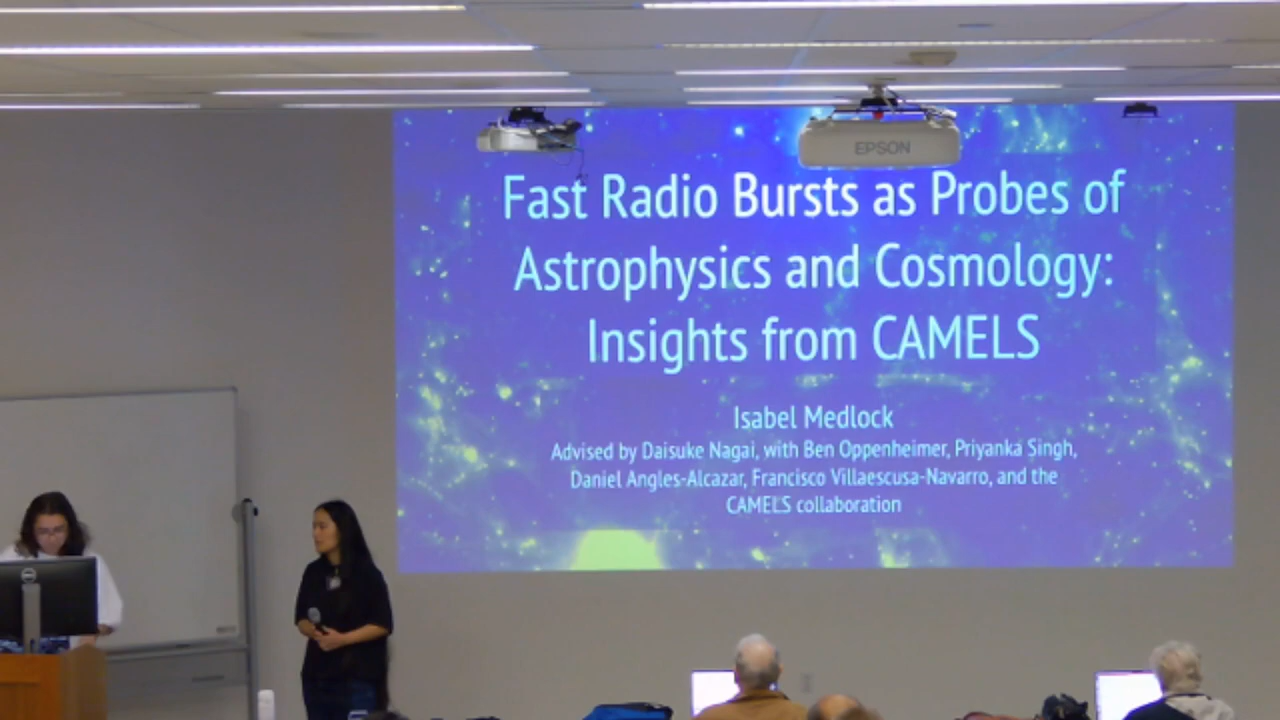 EPSON
Fast Radio Bursts as Probes of
Astrophysics and Cosmology:
Insights from CAMELS
Isabel Medlock
Advised by Daisuke Nagai, with Ben Oppenheimer, Priyanka Singh,
Daniel Angles-Alcazar, Francisco Villaescusa-Navarro, and the
CAMELS collaboration
DELL